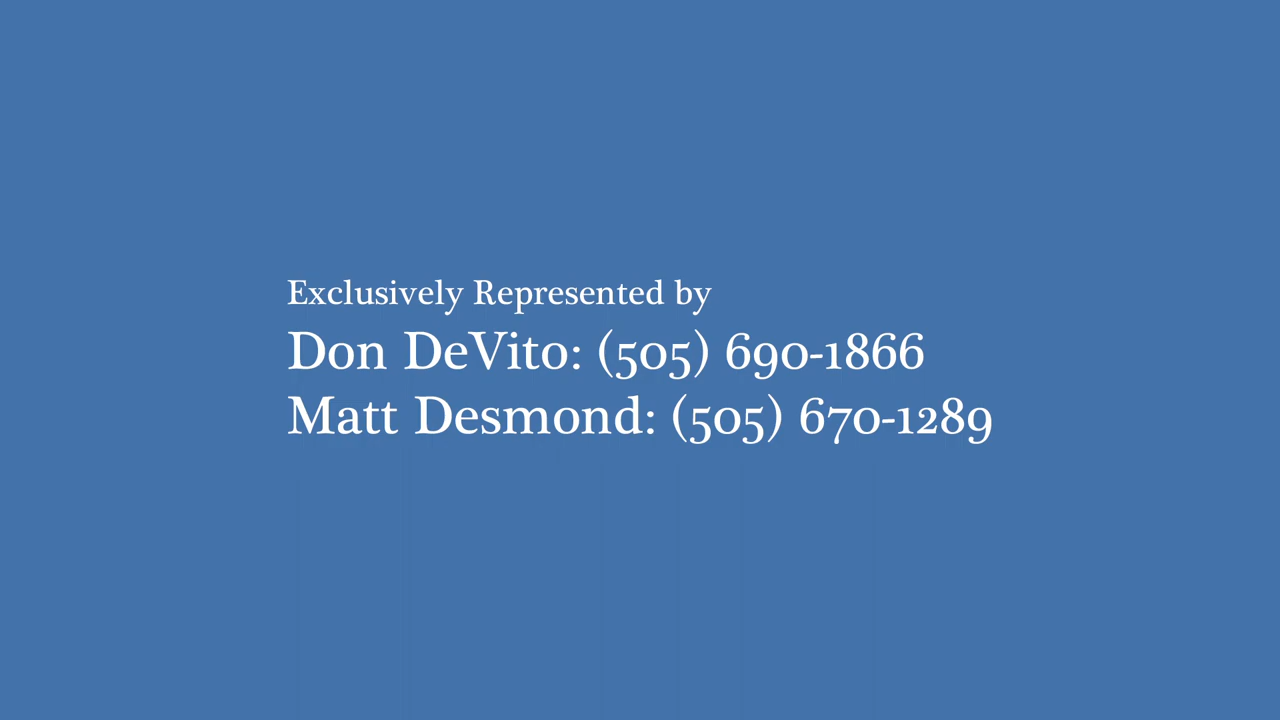 Exclusively Represented by
Don DeVito: (505) 690-1866
Matt Desmond: (505) 670-1289